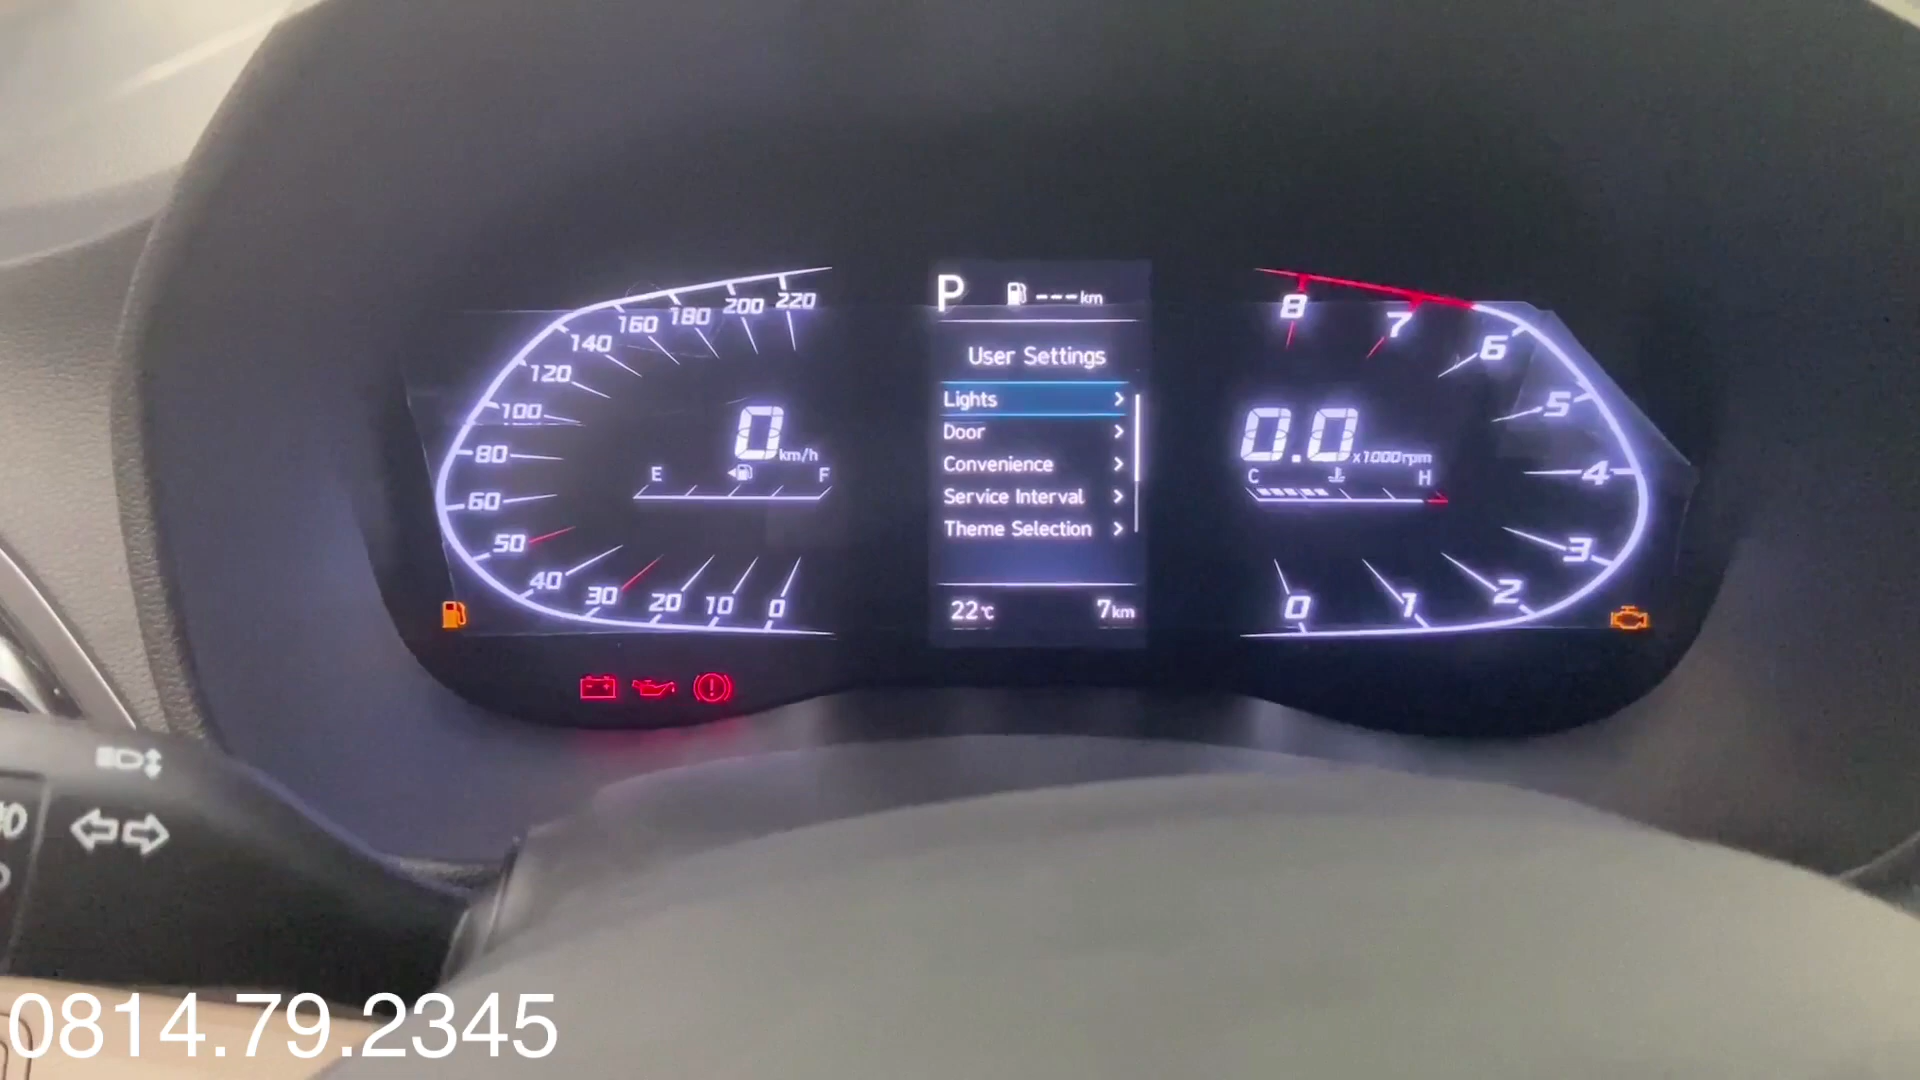 220
200
180
160
140
120
100
80
60
50
40
30
20
10
0
0 km/h
E F
P ---km
User Settings
Lights
Door
Convenience
Service Interval
Theme Selection
22°C 7km
8
7
6
5
4
3
2
1
0
0.0 x1000rpm
C H
0814.79.2345